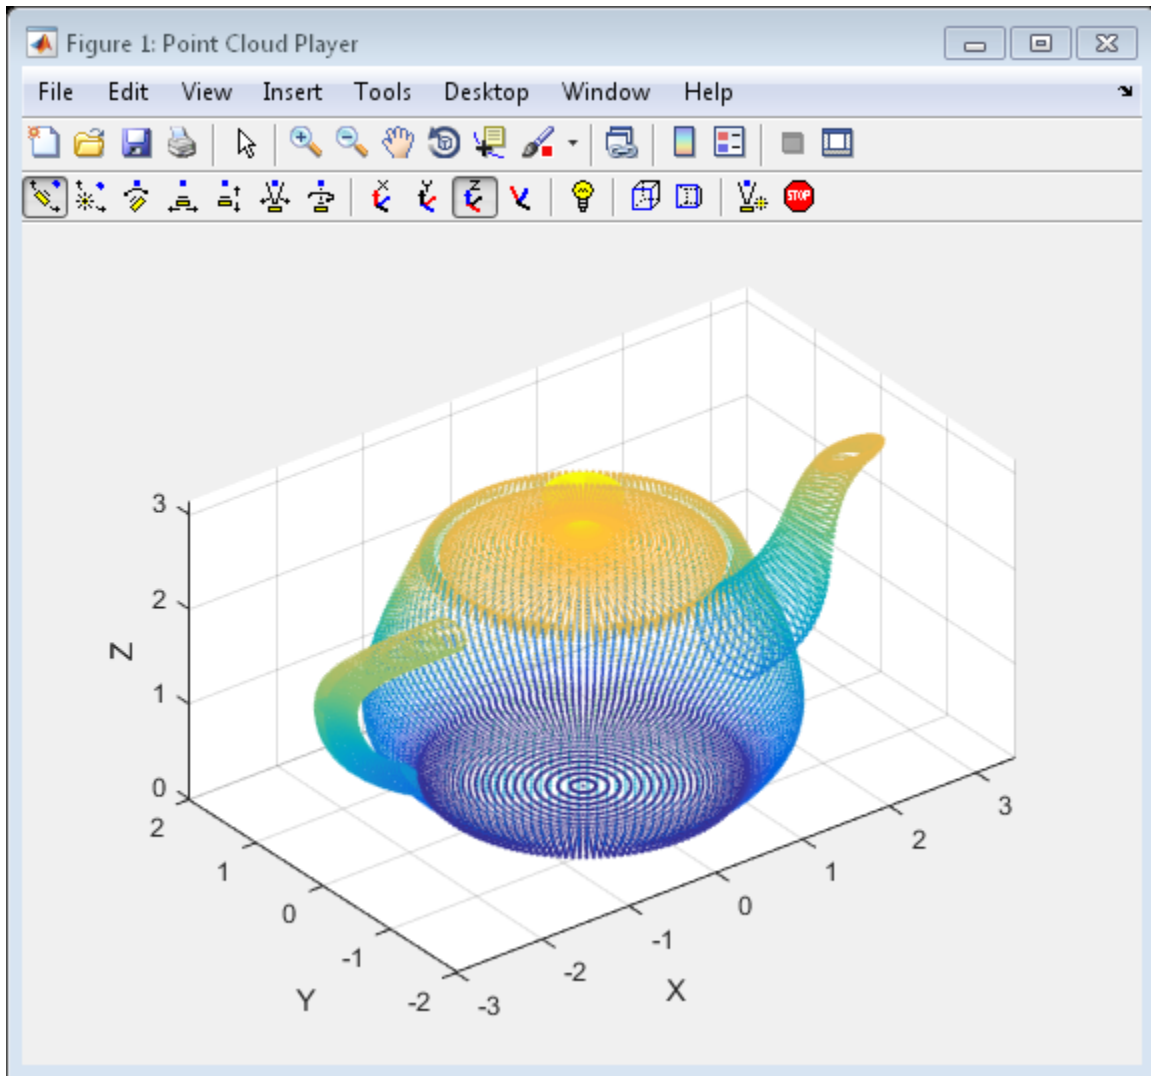 Figure 1: Point Cloud Player
File Edit View Insert Tools Desktop Window Help
X Y Z
STOP
3
2
Z
1
0
2
1
0
-1
-2
Y
-3
-2
-1
0
1
2
3
X